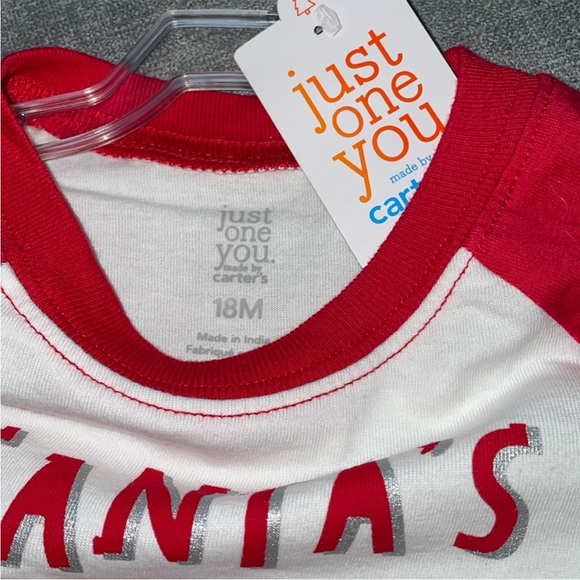 just
one
you
made by
carter
just
one
you.
made by
carter's
18M
Made in India
Fabriqué
ANTA'S